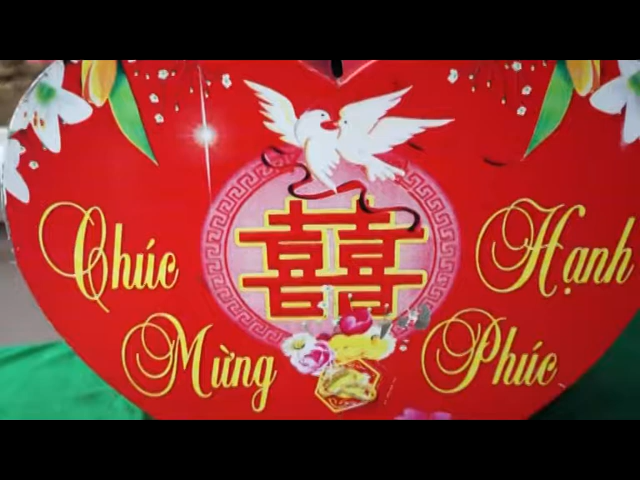 Chúc Mừng
囍
Hạnh Phúc